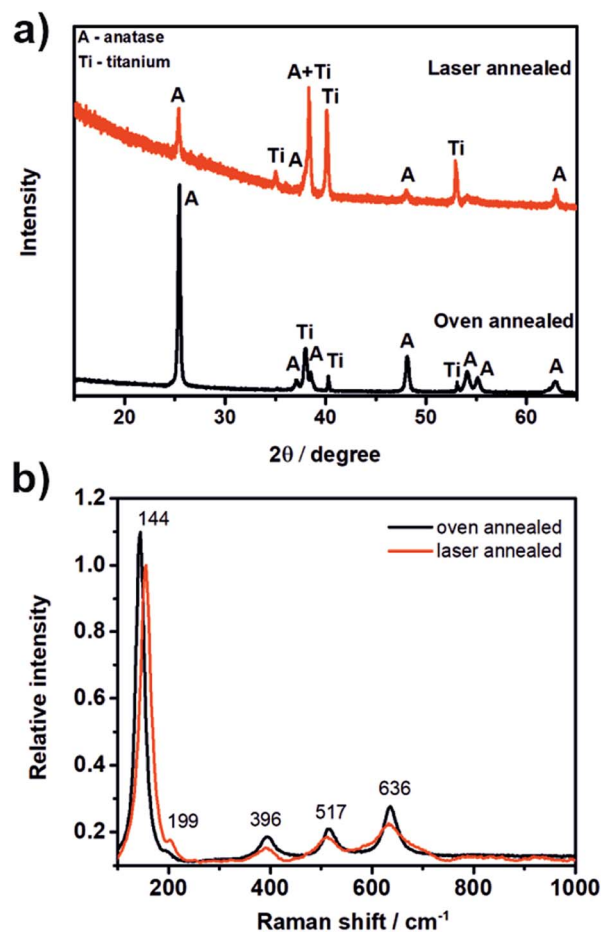 a)
A - anatase
Ti - titanium
A+Ti
Laser annealed
A
Ti
Ti
A
Ti
A
A
A
Intensity
Oven annealed
A
Ti
A
A
Ti
A
Ti
A
A
A
20
30
40
50
60
2θ / degree
b)
1.2
1.0
0.8
0.6
0.4
0.2
Relative intensity
144
199
396
517
636
oven annealed
laser annealed
200
400
600
800
1000
Raman shift / cm-1